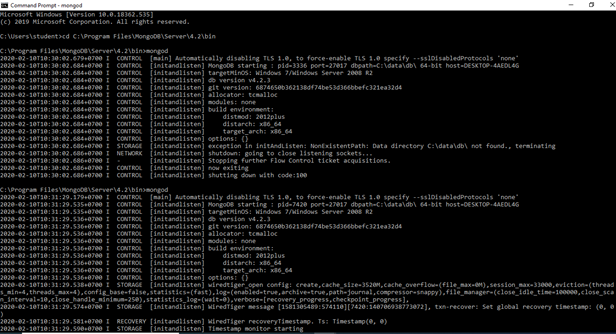 Command Prompt - mongod
Microsoft Windows [Version 10.0.18362.535]
(c) 2019 Microsoft Corporation. All rights reserved.
C:\Users\student>cd C:\Program Files\MongoDB\Server\4.2\bin
C:\Program Files\MongoDB\Server\4.2\bin>mongod
2020-02-10T10:30:02.679+0700 I CONTROL [main] Automatically disabling TLS 1.0, to force-enable TLS 1.0 specify --sslDisabledProtocols 'none'
2020-02-10T10:30:02.684+0700 I CONTROL [initandlisten] MongoDB starting : pid=3336 port=27017 dbpath=C:\data\db\ 64-bit host=DESKTOP-4AEDL4G
2020-02-10T10:30:02.684+0700 I CONTROL [initandlisten] targetMinOS: Windows 7/Windows Server 2008 R2
2020-02-10T10:30:02.684+0700 I CONTROL [initandlisten] db version v4.2.3
2020-02-10T10:30:02.684+0700 I CONTROL [initandlisten] git version: 6874650b362138df74be53d366bbefc321ea32d4
2020-02-10T10:30:02.684+0700 I CONTROL [initandlisten] allocator: tcmalloc
2020-02-10T10:30:02.684+0700 I CONTROL [initandlisten] modules: none
2020-02-10T10:30:02.684+0700 I CONTROL [initandlisten] build environment:
2020-02-10T10:30:02.684+0700 I CONTROL [initandlisten] distmod: 2012plus
2020-02-10T10:30:02.684+0700 I CONTROL [initandlisten] distarch: x86_64
2020-02-10T10:30:02.684+0700 I CONTROL [initandlisten] target_arch: x86_64
2020-02-10T10:30:02.684+0700 I CONTROL [initandlisten] options: {}
2020-02-10T10:30:02.686+0700 I STORAGE [initandlisten] exception in initAndListen: NonExistentPath: Data directory C:\data\db\ not found., terminating
2020-02-10T10:30:02.686+0700 I NETWORK [initandlisten] shutdown: going to close listening sockets...
2020-02-10T10:30:02.686+0700 I - [initandlisten] Stopping further Flow Control ticket acquisitions.
2020-02-10T10:30:02.686+0700 I CONTROL [initandlisten] now exiting
2020-02-10T10:30:02.686+0700 I CONTROL [initandlisten] shutting down with code:100
C:\Program Files\MongoDB\Server\4.2\bin>mongod
2020-02-10T10:31:29.179+0700 I CONTROL [main] Automatically disabling TLS 1.0, to force-enable TLS 1.0 specify --sslDisabledProtocols 'none'
2020-02-10T10:31:29.535+0700 I CONTROL [initandlisten] MongoDB starting : pid=7420 port=27017 dbpath=C:\data\db\ 64-bit host=DESKTOP-4AEDL4G
2020-02-10T10:31:29.535+0700 I CONTROL [initandlisten] targetMinOS: Windows 7/Windows Server 2008 R2
2020-02-10T10:31:29.535+0700 I CONTROL [initandlisten] db version v4.2.3
2020-02-10T10:31:29.535+0700 I CONTROL [initandlisten] git version: 6874650b362138df74be53d366bbefc321ea32d4
2020-02-10T10:31:29.535+0700 I CONTROL [initandlisten] allocator: tcmalloc
2020-02-10T10:31:29.536+0700 I CONTROL [initandlisten] modules: none
2020-02-10T10:31:29.536+0700 I CONTROL [initandlisten] build environment:
2020-02-10T10:31:29.536+0700 I CONTROL [initandlisten] distmod: 2012plus
2020-02-10T10:31:29.536+0700 I CONTROL [initandlisten] distarch: x86_64
2020-02-10T10:31:29.536+0700 I CONTROL [initandlisten] target_arch: x86_64
2020-02-10T10:31:29.536+0700 I CONTROL [initandlisten] options: {}
2020-02-10T10:31:29.538+0700 I STORAGE [initandlisten] wiredtiger_open config: create,cache_size=3520M,cache_overflow=(file_max=0M),session_max=33000,eviction=(thread
s_min=4,threads_max=4),config_base=false,statistics=(fast),log=(enabled=true,archive=true,path=journal,compressor=snappy),file_manager=(close_idle_time=100000,close_sca
n_interval=10,close_handle_minimum=250),statistics_log=(wait=0),verbose=[recovery_progress,checkpoint_progress],
2020-02-10T10:31:29.574+0700 I STORAGE [initandlisten] WiredTiger message [1581305489:574110][7420:140706938773072], txn-recover: Set global recovery timestamp: (0, 0
)
2020-02-10T10:31:29.581+0700 I RECOVERY [initandlisten] WiredTiger recoveryTimestamp. Ts: Timestamp(0, 0)
2020-02-10T10:31:29.590+0700 I STORAGE [initandlisten] Timestamp monitor starting